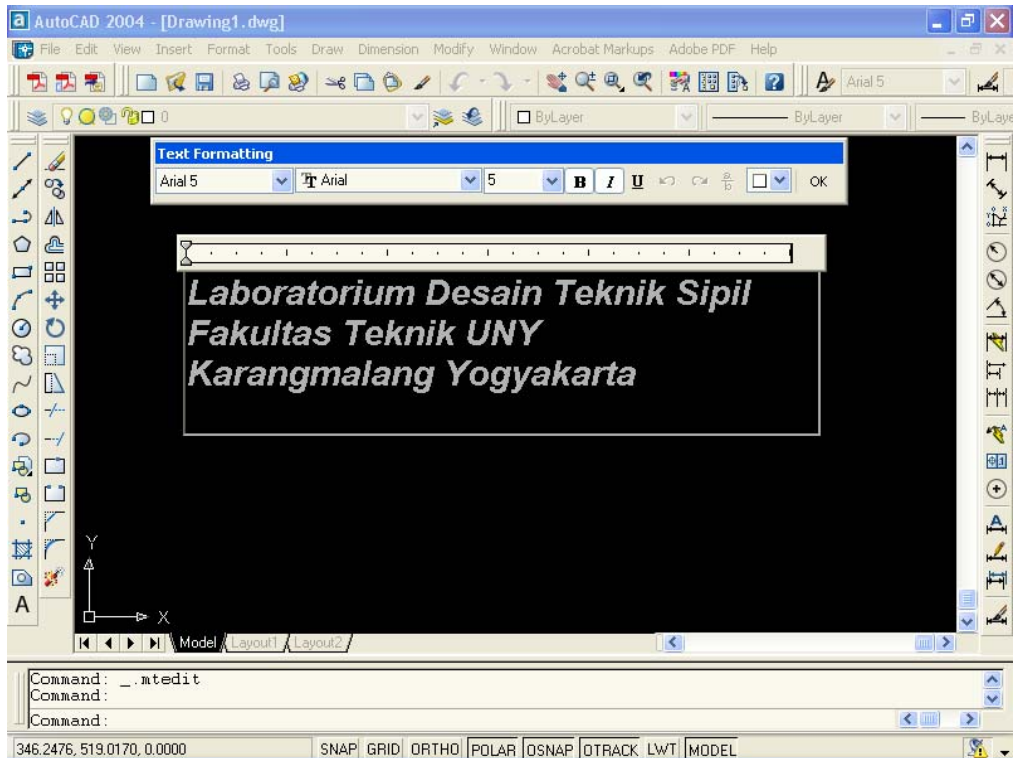 AutoCAD 2004 - [Drawing1.dwg]
File Edit View Insert Format Tools Draw Dimension Modify Window Acrobat Markups Adobe PDF Help
Arial 5
0 ByLayer ByLayer ByLaye
Text Formatting
Arial 5 Arial 5 B I U OK
Laboratorium Desain Teknik Sipil
Fakultas Teknik UNY
Karangmalang Yogyakarta
Y
X
A
Model Layout1 Layout2
Command: _.mtedit
Command:
Command:
346.2476, 519.0170, 0.0000 SNAP GRID ORTHO POLAR OSNAP OTRACK LWT MODEL